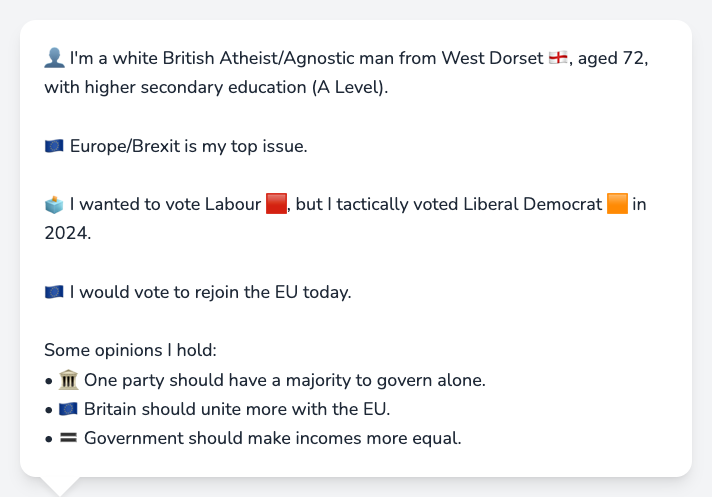 👤 I'm a white British Atheist/Agnostic man from West Dorset 🏴󠁧󠁢󠁥󠁮󠁧󠁿, aged 72,
with higher secondary education (A Level).
🇪🇺 Europe/Brexit is my top issue.
🗳️ I wanted to vote Labour 🟥, but I tactically voted Liberal Democrat 🟧 in
2024.
🇪🇺 I would vote to rejoin the EU today.
Some opinions I hold:
• 🏛️ One party should have a majority to govern alone.
• 🇪🇺 Britain should unite more with the EU.
• 🟰 Government should make incomes more equal.